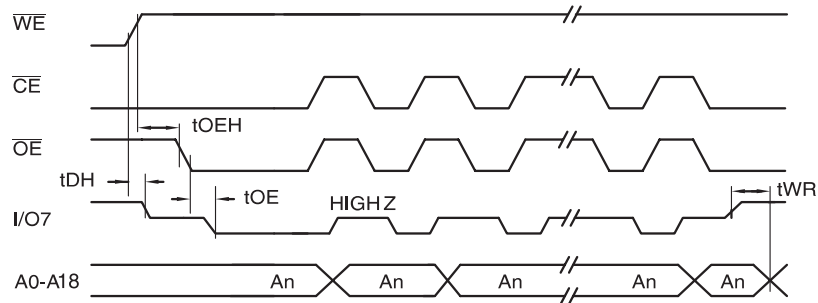 WE
CE
tOEH
OE
tDH
tOE
tWR
HIGH Z
I/O7
A0-A18
An
An
An
An
An